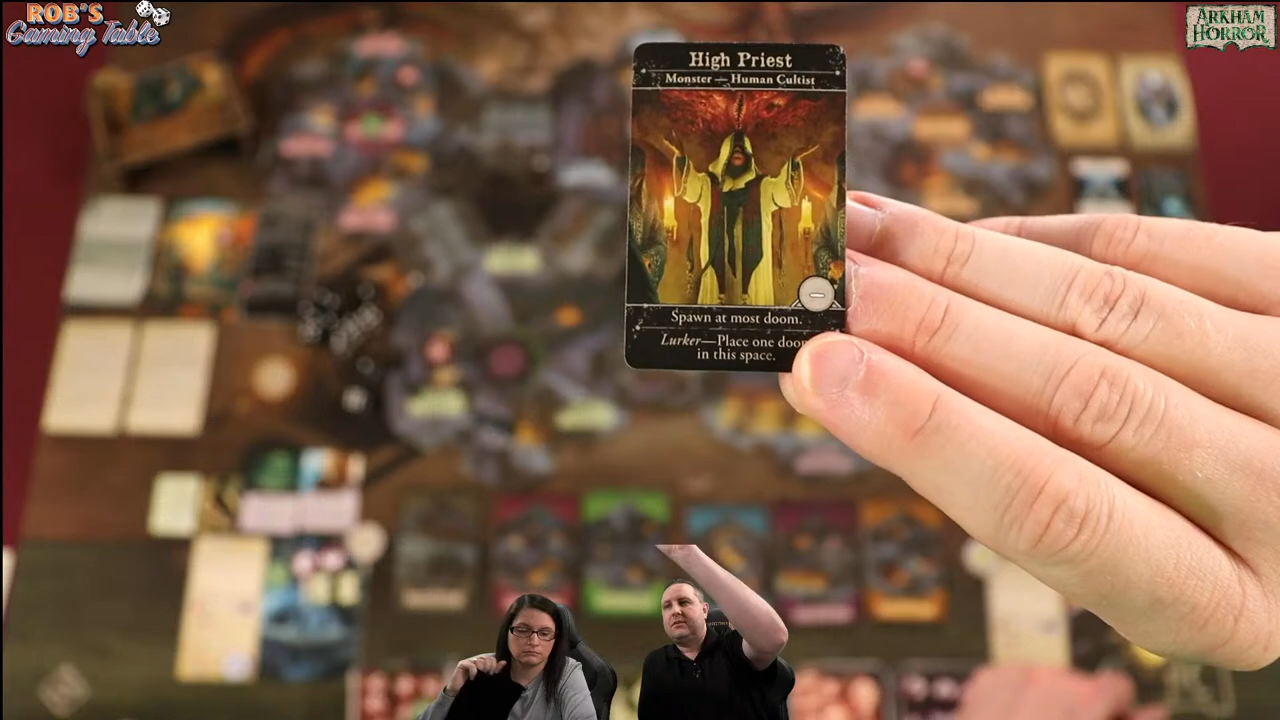 ROB'S
Gaming Table
ARKHAM
HORROR
High Priest
Monster — Human Cultist
Spawn at most doom.
Lurker—Place one
in this space.